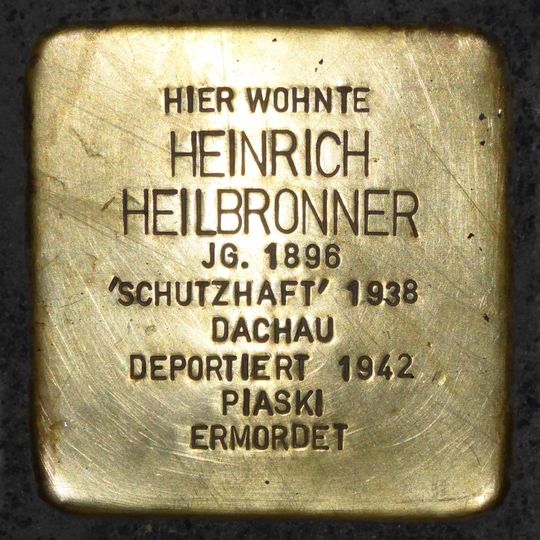 HIER WOHNTE
HEINRICH
HEILBRONNER
JG. 1896
'SCHUTZHAFT' 1938
DACHAU
DEPORTIERT 1942
PIASKI
ERMORDET